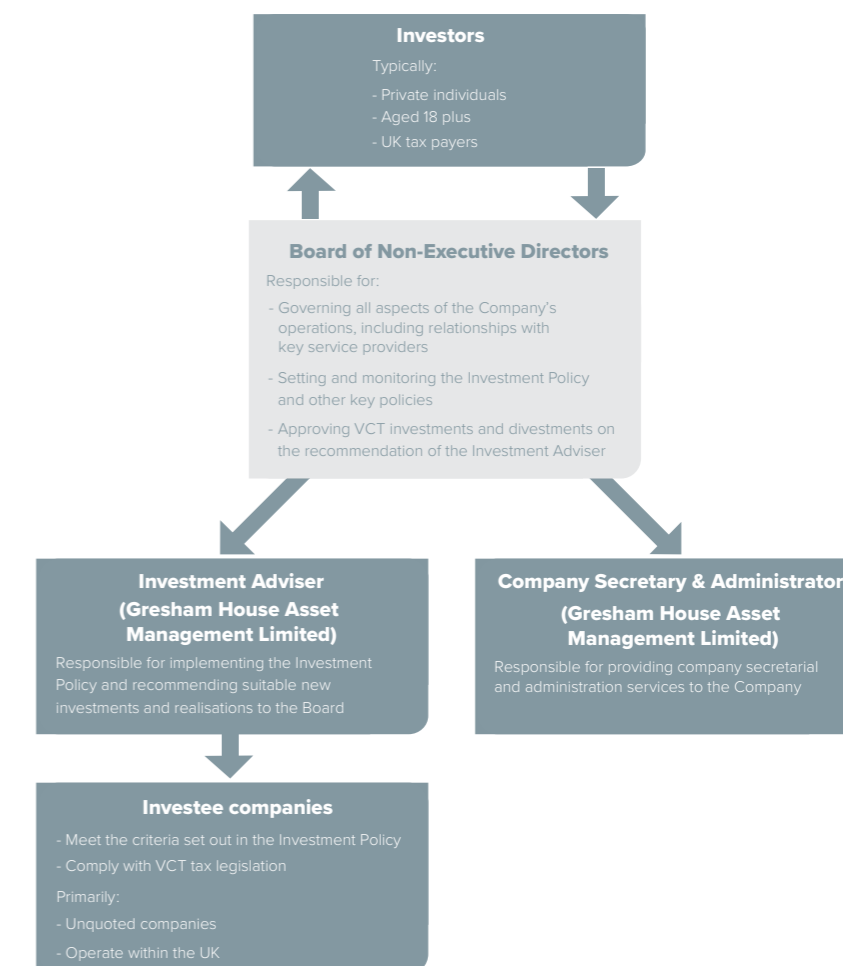 Investors
Typically:
- Private individuals
- Aged 18 plus
- UK tax payers
Board of Non-Executive Directors
Responsible for:
- Governing all aspects of the Company's
operations, including relationships with
key service providers
- Setting and monitoring the Investment Policy
and other key policies
- Approving VCT investments and divestments on
the recommendation of the Investment Adviser
Investment Adviser
(Gresham House Asset
Management Limited)
Responsible for implementing the Investment
Policy and recommending suitable new
investments and realisations to the Board
Company Secretary & Administrator
(Gresham House Asset
Management Limited)
Responsible for providing company secretarial
and administration services to the Company
Investee companies
- Meet the criteria set out in the Investment Policy
- Comply with VCT tax legislation
Primarily:
- Unquoted companies
- Operate within the UK